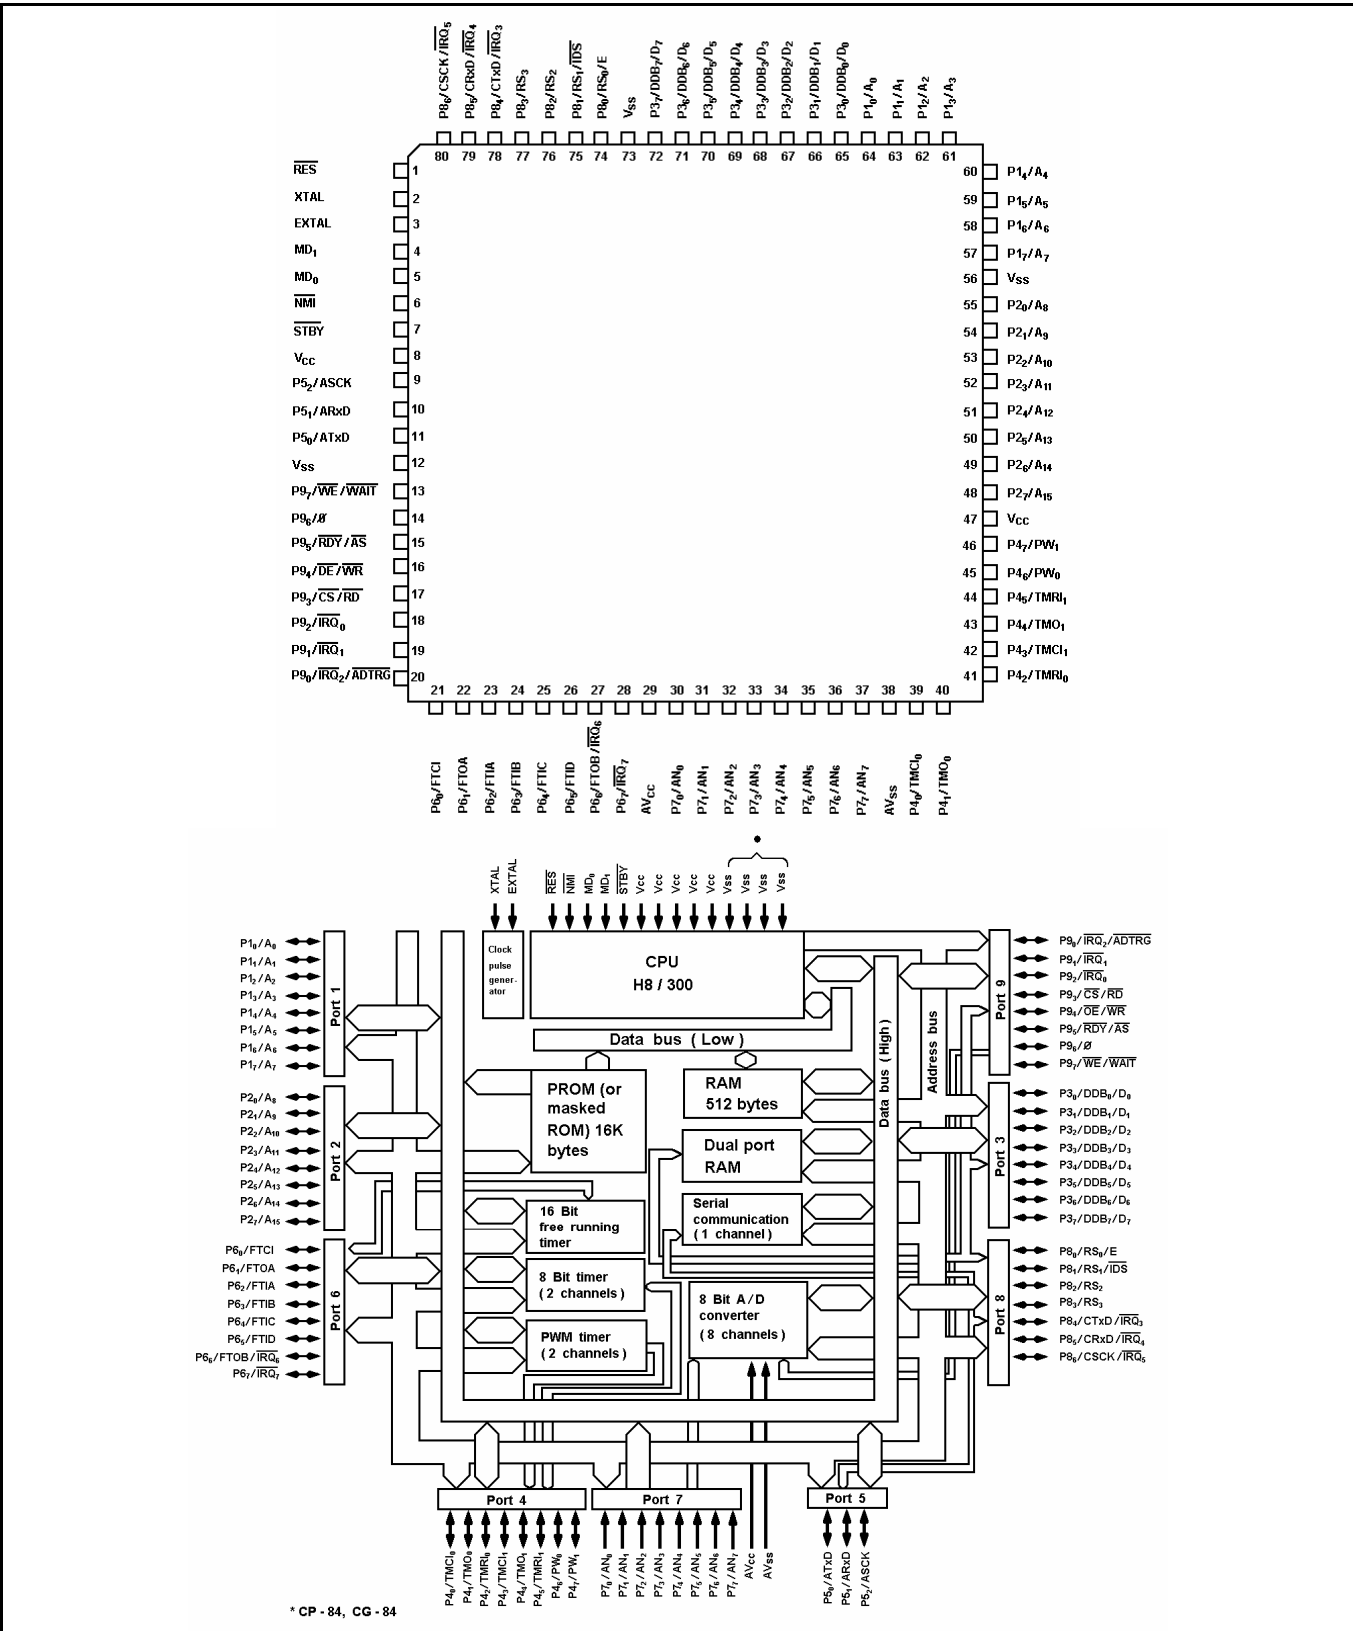 P8₆/CSCK/IRQ₅
P8₅/CRxD/IRQ₄
P8₄/CTxD/IRQ₃
P8₃/RS₃
P8₂/RS₂
P8₁/RS₁/IDS
P8₀/RS₀/E
Vss
P3₇/DDB₇/D₇
P3₆/DDB₆/D₆
P3₅/DDB₅/D₅
P3₄/DDB₄/D₄
P3₃/DDB₃/D₃
P3₂/DDB₂/D₂
P3₁/DDB₁/D₁
P3₀/DDB₀/D₀
P1₀/A₀
P1₁/A₁
P1₂/A₂
P1₃/A₃
80 79 78 77 76 75 74 73 72 71 70 69 68 67 66 65 64 63 62 61
RES 1
XTAL 2
EXTAL 3
MD₁ 4
MD₀ 5
NMI 6
STBY 7
Vcc 8
P5₂/ASCK 9
P5₁/ARxD 10
P5₀/ATxD 11
Vss 12
P9₇/WE/WAIT 13
P9₆/Ø 14
P9₅/RDY/AS 15
P9₄/DE/WR 16
P9₃/CS/RD 17
P9₂/IRQ₀ 18
P9₁/IRQ₁ 19
P9₀/IRQ₂/ADTRG 20
60 P1₄/A₄
59 P1₅/A₅
58 P1₆/A₆
57 P1₇/A₇
56 Vss
55 P2₀/A₈
54 P2₁/A₉
53 P2₂/A₁₀
52 P2₃/A₁₁
51 P2₄/A₁₂
50 P2₅/A₁₃
49 P2₆/A₁₄
48 P2₇/A₁₅
47 Vcc
46 P4₇/PW₁
45 P4₆/PW₀
44 P4₅/TMRI₁
43 P4₄/TMO₁
42 P4₃/TMCI₁
41 P4₂/TMRI₀
21 22 23 24 25 26 27 28 29 30 31 32 33 34 35 36 37 38 39 40
P6₀/FTCI
P6₁/FTOA
P6₂/FTIA
P6₃/FTIB
P6₄/FTIC
P6₅/FTID
P6₆/FTOB/IRQ₆
P6₇/IRQ₇
AVcc
P7₀/AN₀
P7₁/AN₁
P7₂/AN₂
P7₃/AN₃
P7₄/AN₄
P7₅/AN₅
P7₆/AN₆
P7₇/AN₇
AVss
P4₀/TMCI₀
P4₁/TMO₀
XTAL
EXTAL
RES
NMI
MD₀
MD₁
STBY
Vcc
Vcc
Vcc
Vcc
Vcc
Vss
Vss
Vss
Vss
P1₀/A₀
P1₁/A₁
P1₂/A₂
P1₃/A₃
P1₄/A₄
P1₅/A₅
P1₆/A₆
P1₇/A₇
Port 1
P2₀/A₈
P2₁/A₉
P2₂/A₁₀
P2₃/A₁₁
P2₄/A₁₂
P2₅/A₁₃
P2₆/A₁₄
P2₇/A₁₅
Port 2
P6₀/FTCI
P6₁/FTOA
P6₂/FTIA
P6₃/FTIB
P6₄/FTIC
P6₅/FTID
P6₆/FTOB/IRQ₆
P6₇/IRQ₇
Port 6
Clock
pulse
gener-
ator
CPU
H8 / 300
Data bus ( Low )
PROM (or
masked
ROM) 16K
bytes
RAM
512 bytes
Dual port
RAM
16 Bit
free running
timer
Serial
communication
( 1 channel )
8 Bit timer
( 2 channels )
8 Bit A/D
converter
( 8 channels )
PWM timer
( 2 channels )
Data bus ( High )
Address bus
Port 9
P9₀/IRQ₂/ADTRG
P9₁/IRQ₁
P9₂/IRQ₀
P9₃/CS/RD
P9₄/OE/WR
P9₅/RDY/AS
P9₆/Ø
P9₇/WE/WAIT
Port 3
P3₀/DDB₀/D₀
P3₁/DDB₁/D₁
P3₂/DDB₂/D₂
P3₃/DDB₃/D₃
P3₄/DDB₄/D₄
P3₅/DDB₅/D₅
P3₆/DDB₆/D₆
P3₇/DDB₇/D₇
Port 8
P8₀/RS₀/E
P8₁/RS₁/IDS
P8₂/RS₂
P8₃/RS₃
P8₄/CTxD/IRQ₃
P8₅/CRxD/IRQ₄
P8₆/CSCK/IRQ₅
Port 4
Port 7
Port 5
P4₀/TMCI₀
P4₁/TMO₀
P4₂/TMRI₀
P4₃/TMCI₁
P4₄/TMO₁
P4₅/TMRI₁
P4₆/PW₀
P4₇/PW₁
P7₀/AN₀
P7₁/AN₁
P7₂/AN₂
P7₃/AN₃
P7₄/AN₄
P7₅/AN₅
P7₆/AN₆
P7₇/AN₇
AVcc
AVss
P5₀/ATxD
P5₁/ARxD
P5₂/ASCK
* CP - 84, CG - 84